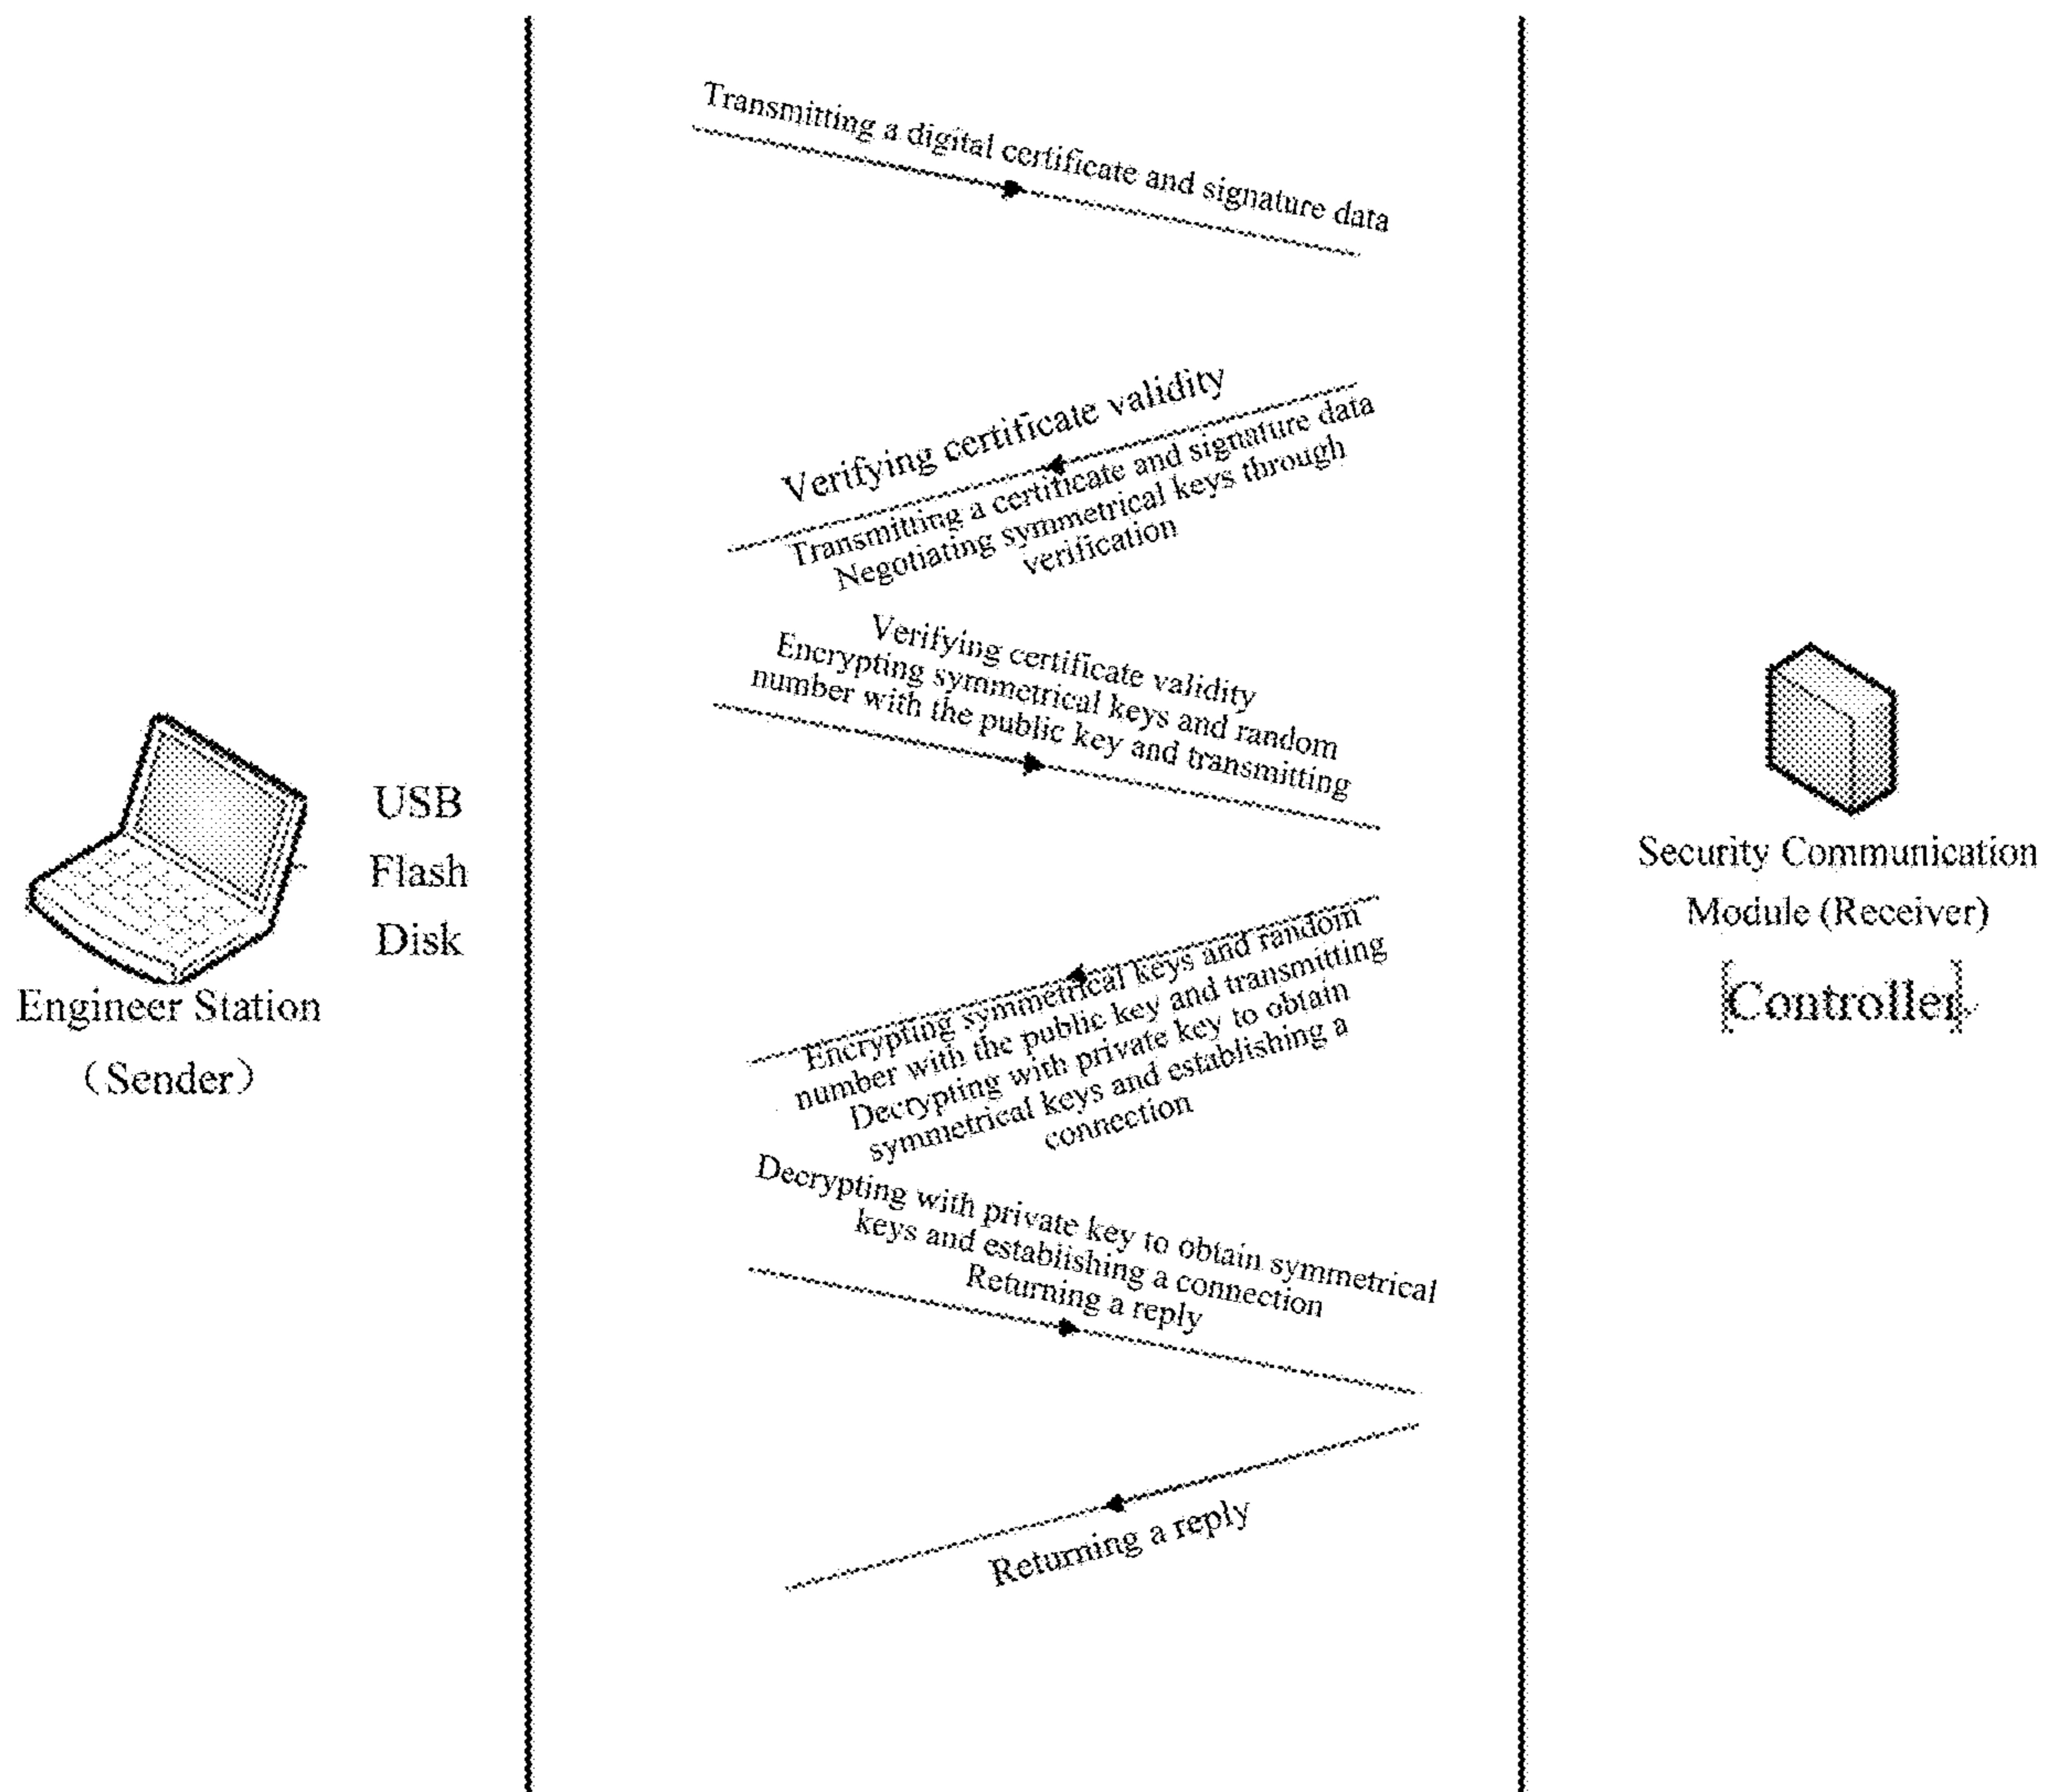 Transmitting a digital certificate and signature data
Verifying certificate validity
Transmitting a certificate and signature data
Negotiating symmetrical keys through
verification
Verifying certificate validity
Encrypting symmetrical keys and random
number with the public key and transmitting
USB
Flash
Disk
Engineer Station
（Sender）
Security Communication
Module (Receiver)
Controller
Encrypting symmetrical keys and random
number with the public key and transmitting
Decrypting with private key to obtain
symmetrical keys and establishing a
connection
Decrypting with private key to obtain symmetrical
keys and establishing a connection
Returning a reply
Returning a reply